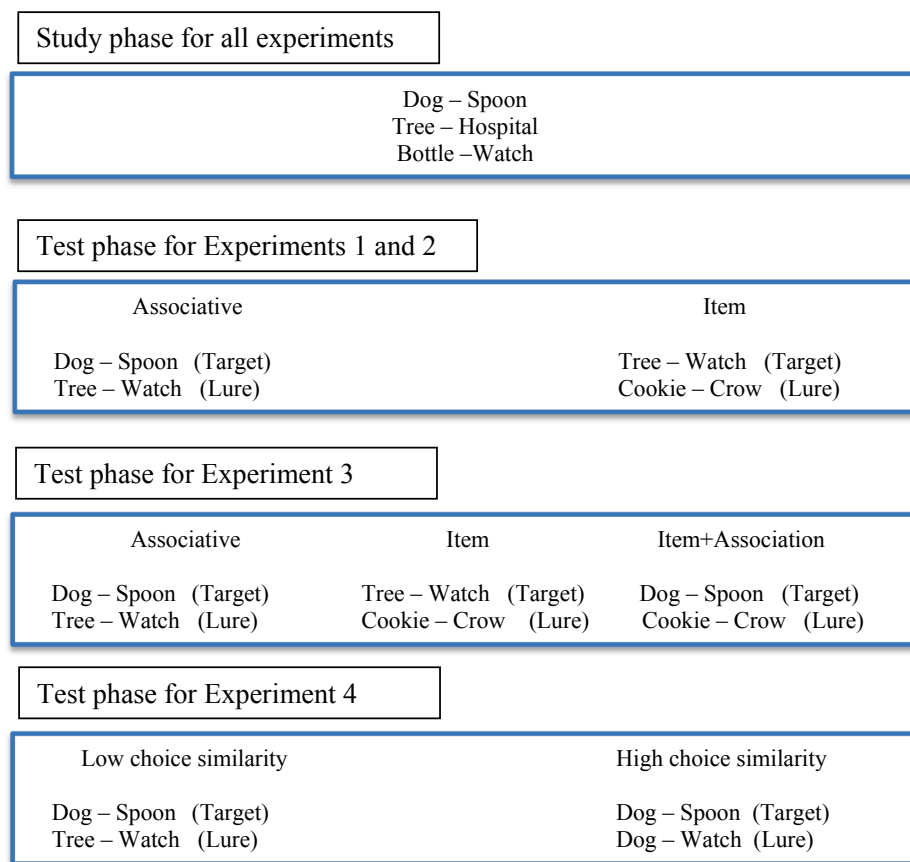 Study phase for all experiments
Dog – Spoon
Tree – Hospital
Bottle –Watch
Test phase for Experiments 1 and 2
Associative Item
Dog – Spoon (Target) Tree – Watch (Target)
Tree – Watch (Lure) Cookie – Crow (Lure)
Test phase for Experiment 3
Associative Item Item+Association
Dog – Spoon (Target) Tree – Watch (Target) Dog – Spoon (Target)
Tree – Watch (Lure) Cookie – Crow (Lure) Cookie – Crow (Lure)
Test phase for Experiment 4
Low choice similarity High choice similarity
Dog – Spoon (Target) Dog – Spoon (Target)
Tree – Watch (Lure) Dog – Watch (Lure)